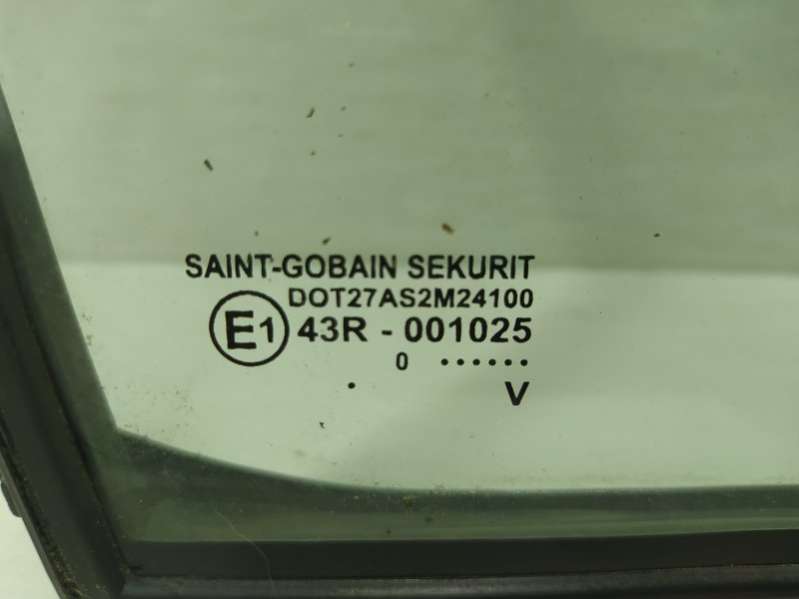 SAINT-GOBAIN SEKURIT
DOT27AS2M24100
E1 43R - 001025
0 ······
. V